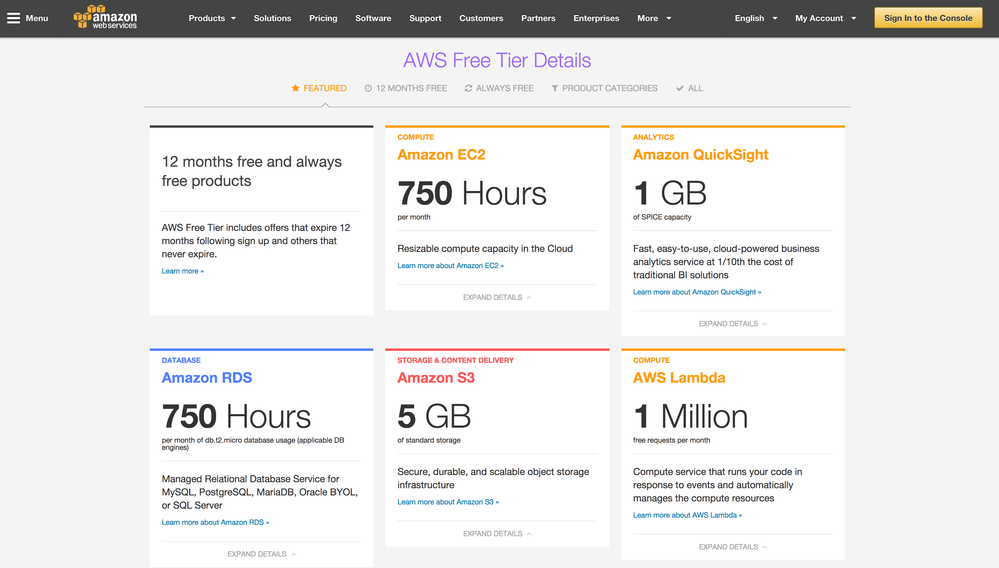 Menu
amazon
web services
Products
Solutions
Pricing
Software
Support
Customers
Partners
Enterprises
More
English
My Account
Sign In to the Console
AWS Free Tier Details
FEATURED
12 MONTHS FREE
ALWAYS FREE
PRODUCT CATEGORIES
ALL
12 months free and always
free products
AWS Free Tier includes offers that expire 12
months following sign up and others that
never expire.
Learn more »
COMPUTE
Amazon EC2
750 Hours
per month
Resizable compute capacity in the Cloud
Learn more about Amazon EC2 »
EXPAND DETAILS
ANALYTICS
Amazon QuickSight
1 GB
of SPICE capacity
Fast, easy-to-use, cloud-powered business
analytics service at 1/10th the cost of
traditional BI solutions
Learn more about Amazon QuickSight »
EXPAND DETAILS
DATABASE
Amazon RDS
750 Hours
per month of db.t2.micro database usage (applicable DB
engines)
Managed Relational Database Service for
MySQL, PostgreSQL, MariaDB, Oracle BYOL,
or SQL Server
Learn more about Amazon RDS »
EXPAND DETAILS
STORAGE & CONTENT DELIVERY
Amazon S3
5 GB
of standard storage
Secure, durable, and scalable object storage
infrastructure
Learn more about Amazon S3 »
EXPAND DETAILS
COMPUTE
AWS Lambda
1 Million
free requests per month
Compute service that runs your code in
response to events and automatically
manages the compute resources
Learn more about AWS Lambda »
EXPAND DETAILS